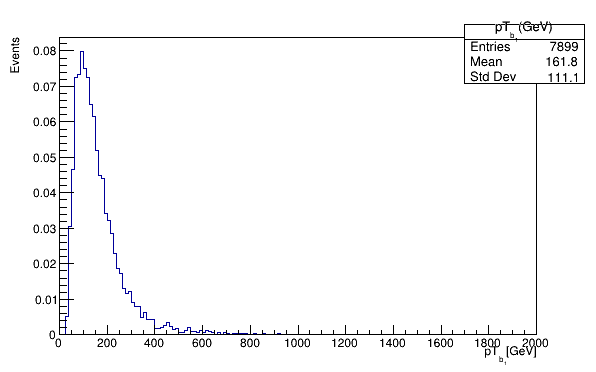 pT_b_1 (GeV)
Entries 7899
Mean 161.8
Std Dev 111.1
Events
0.08
0.07
0.06
0.05
0.04
0.03
0.02
0.01
0
0 200 400 600 800 1000 1200 1400 1600 1800 2000
pT_b_1 [GeV]